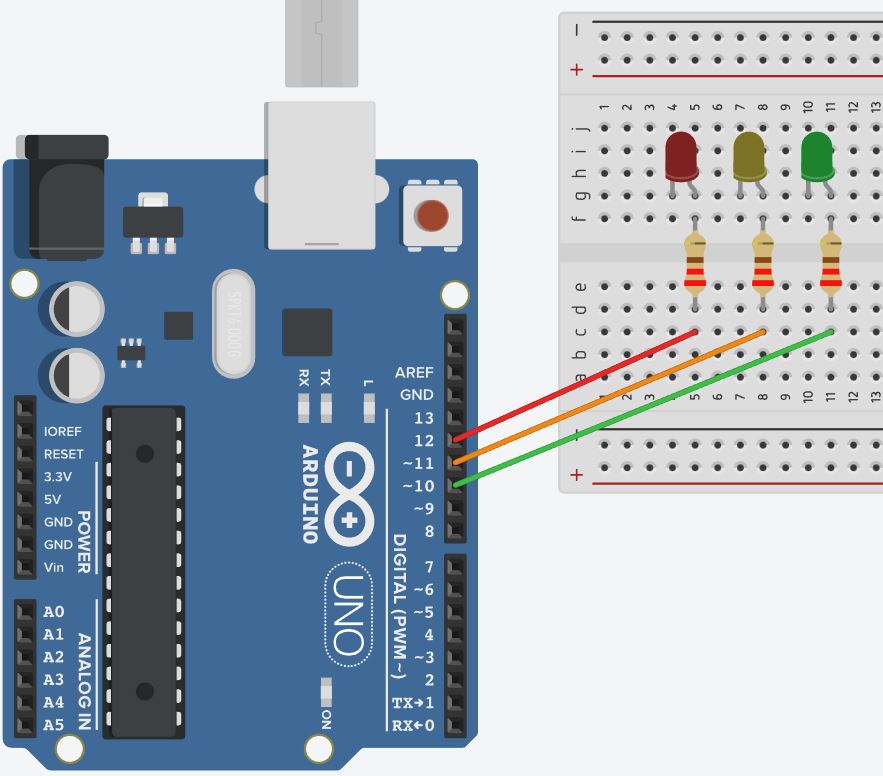 −
+
1 2 3 4 5 6 7 8 9 10 11 12 13
j
i
h
g
f
e
d
c
b
a
2 5 6 7 8 9 10 11 12 13
+
SPK16.000G
RX
TX
L
AREF
GND
13
12
~11
~10
~9
8
7
~6
~5
4
~3
2
TX→1
RX←0
DIGITAL (PWM~)
ARDUINO
UNO
ON
IOREF
RESET
3.3V
5V
GND
GND
Vin
POWER
A0
A1
A2
A3
A4
A5
ANALOG IN